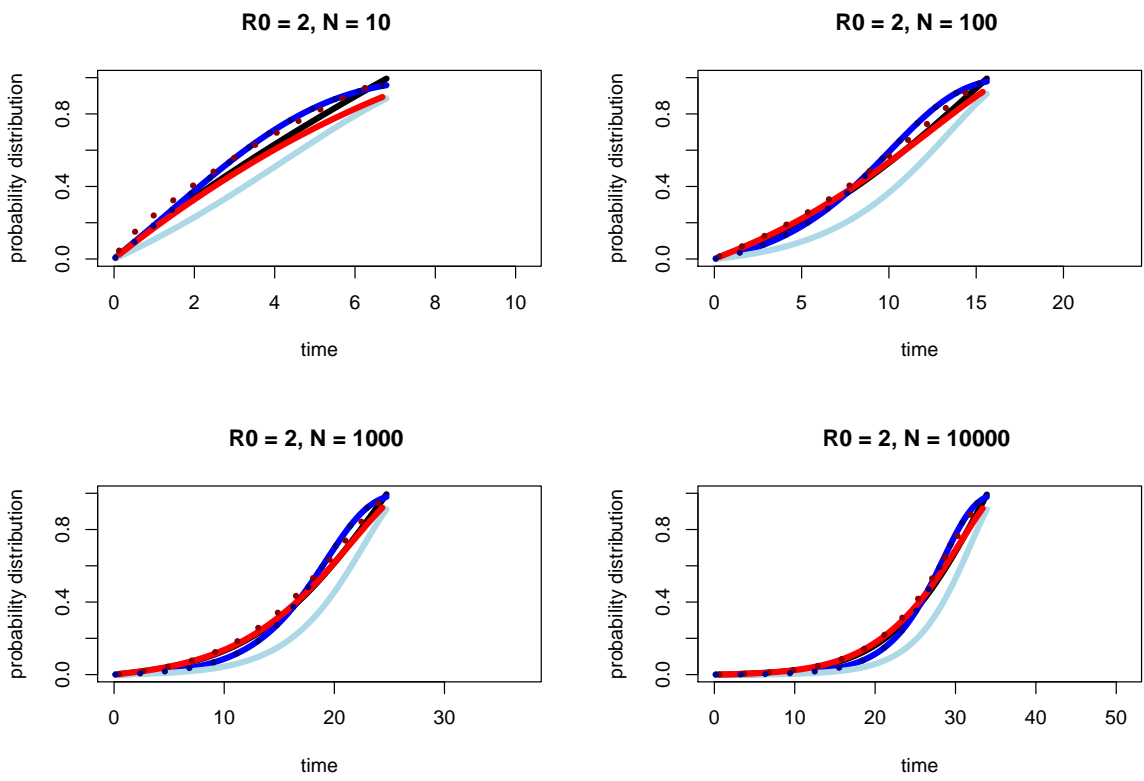 R0 = 2, N = 10
probability distribution
0.0 0.4 0.8
0 2 4 6 8 10
time
R0 = 2, N = 100
probability distribution
0.0 0.4 0.8
0 5 10 15 20
time
R0 = 2, N = 1000
probability distribution
0.0 0.4 0.8
0 10 20 30
time
R0 = 2, N = 10000
probability distribution
0.0 0.4 0.8
0 10 20 30 40 50
time